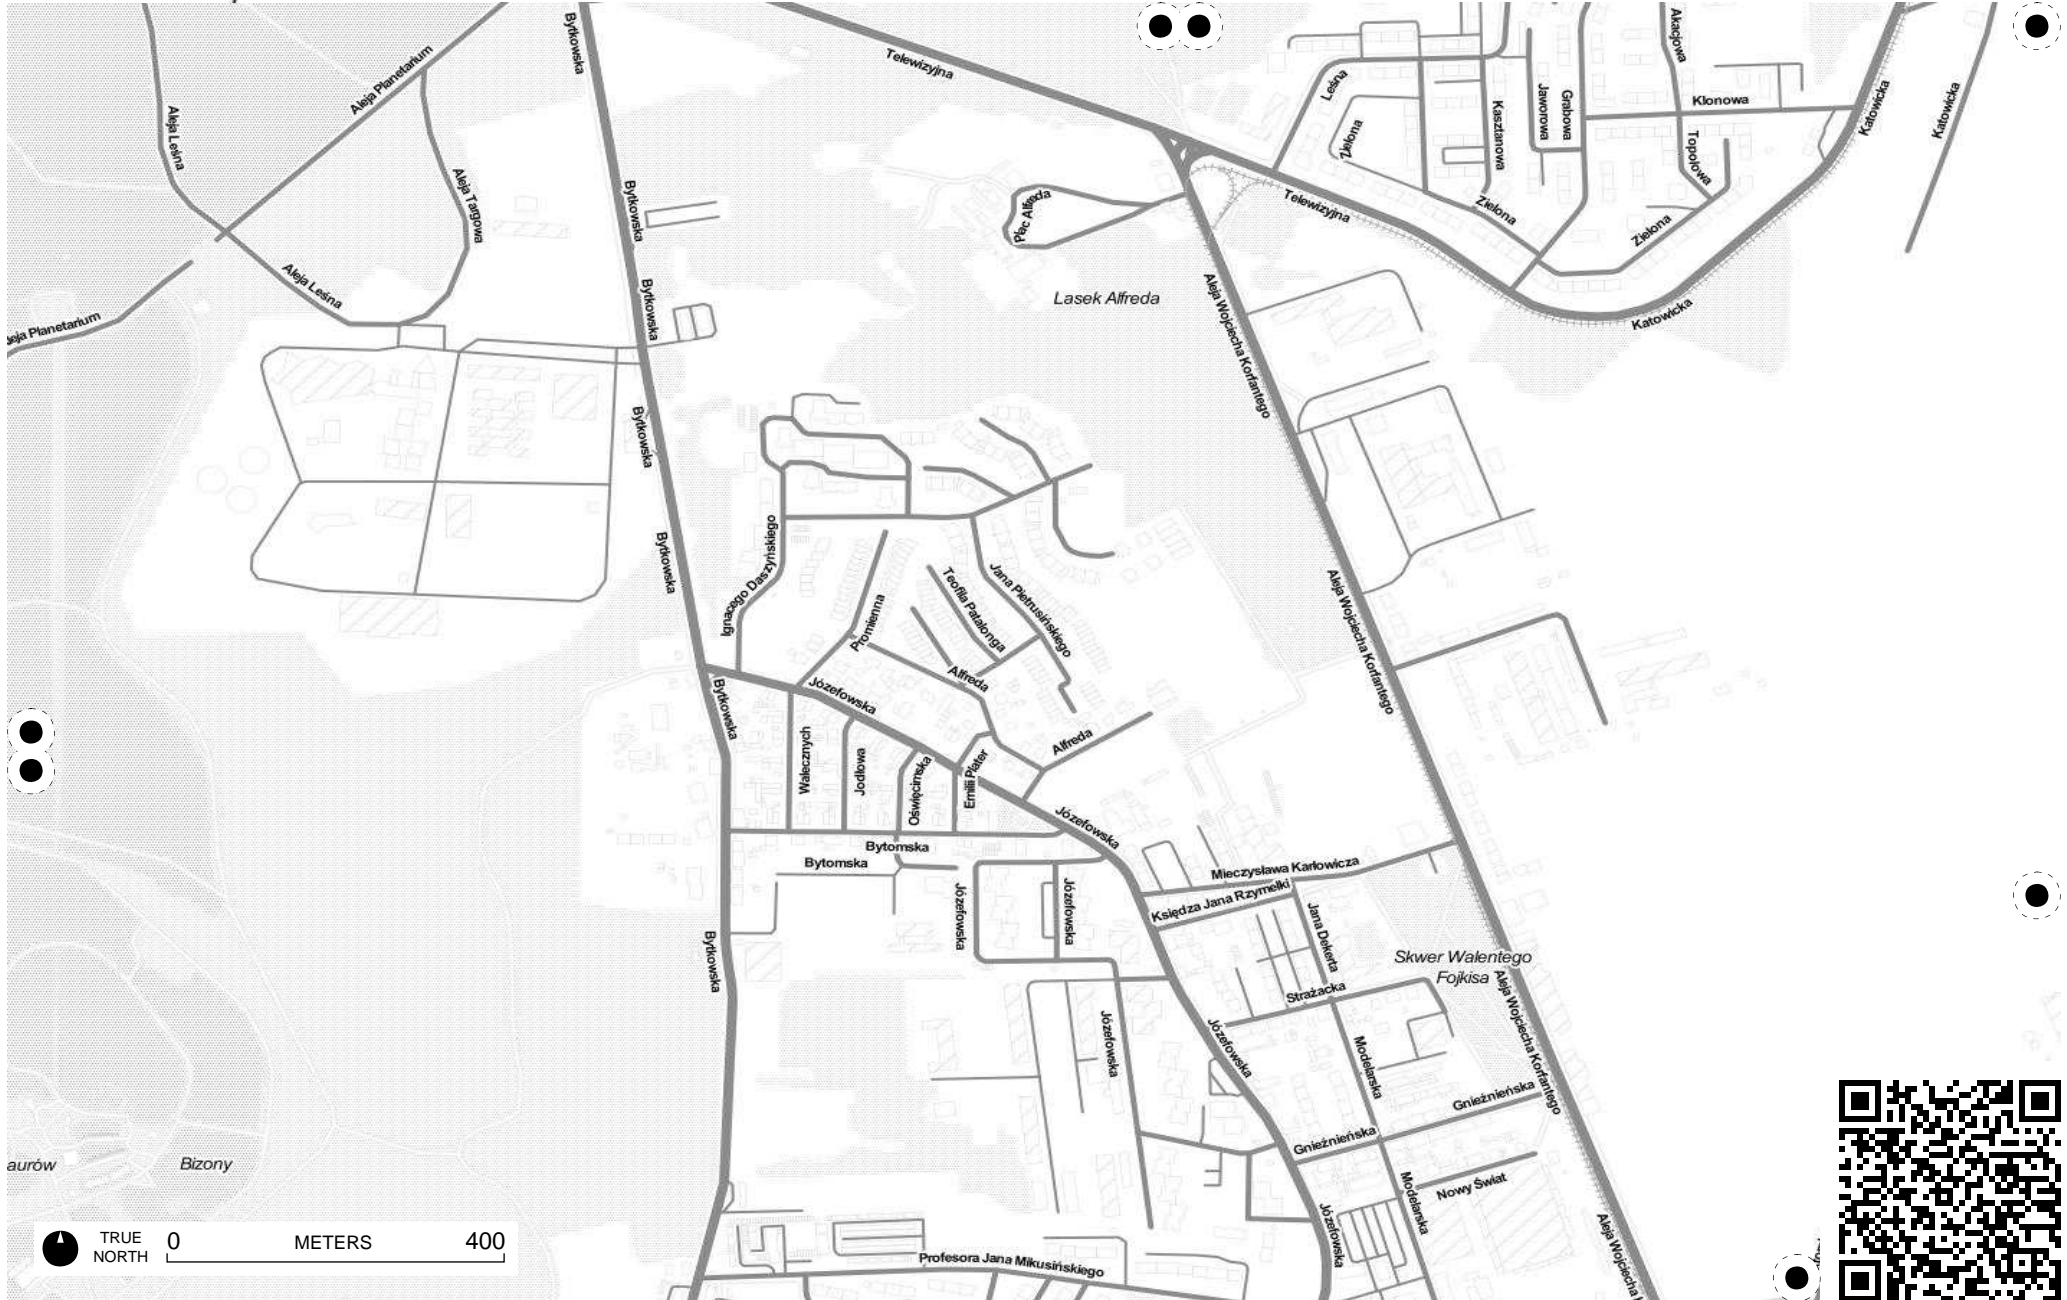 Bytkowska
Telewizyjna
Akacjowa
Aleja Planetarium
Leśna
Katowicka
Katowicka
Klonowa
Kasztanowa
Jaworowa
Grabowa
Aleja Leśna
Zielona
Topolowa
Aleja Targowa
Bytkowska
Plac Alfreda
Telewizyjna
Zielona
Zielona
Aleja Leśna
Bytkowska
Lasek Alfreda
Aleja Wojciecha Korfantego
Katowicka
eja Planetarium
Bytkowska
Bytkowska
Ignacego Daszyńskiego
Promienna
Teofila Patalonga
Jana Pietrusińskiego
Aleja Wojciecha Korfantego
Alfreda
Józefowska
Bytkowska
Walecznych
Jodłowa
Oświęcimska
Emilii Plater
Alfreda
Józefowska
Bytomska
Bytomska
Mieczysława Karłowicza
Księdza Jana Rzymełki
Józefowska
Józefowska
Jana Dekerta
Bytkowska
Skwer Walentego
Fojkisa
Strażacka
Aleja Wojciecha Korfantego
Józefowska
Józefowska
Modelarska
Gnieźnieńska
Gnieźnieńska
aurów
Bizony
Nowy Świat
Modelarska
Józefowska
Aleja Wojciecha
Profesora Jana Mikusińskiego
TRUE
NORTH
0 METERS 400